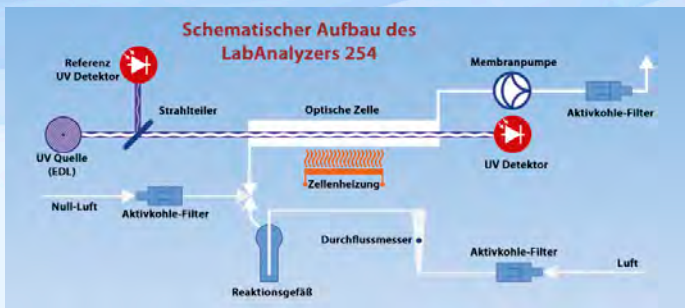 Schematischer Aufbau des
LabAnalyzers 254
Referenz
UV Detektor
Membranpumpe
Strahlteiler
Optische Zelle
Aktivkohle-Filter
UV Quelle
(EDL)
UV Detektor
Zellenheizung
Null-Luft
Aktivkohle-Filter
Durchflussmesser
Aktivkohle-Filter
Luft
Reaktionsgefäß